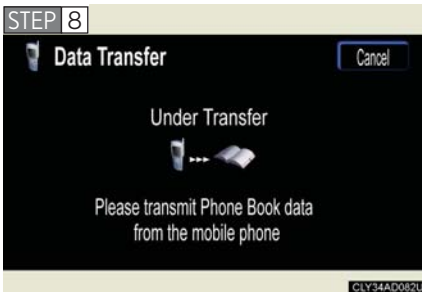 STEP 8
Data Transfer
Cancel
Under Transfer
Please transmit Phone Book data
from the mobile phone
CLY34AD082U